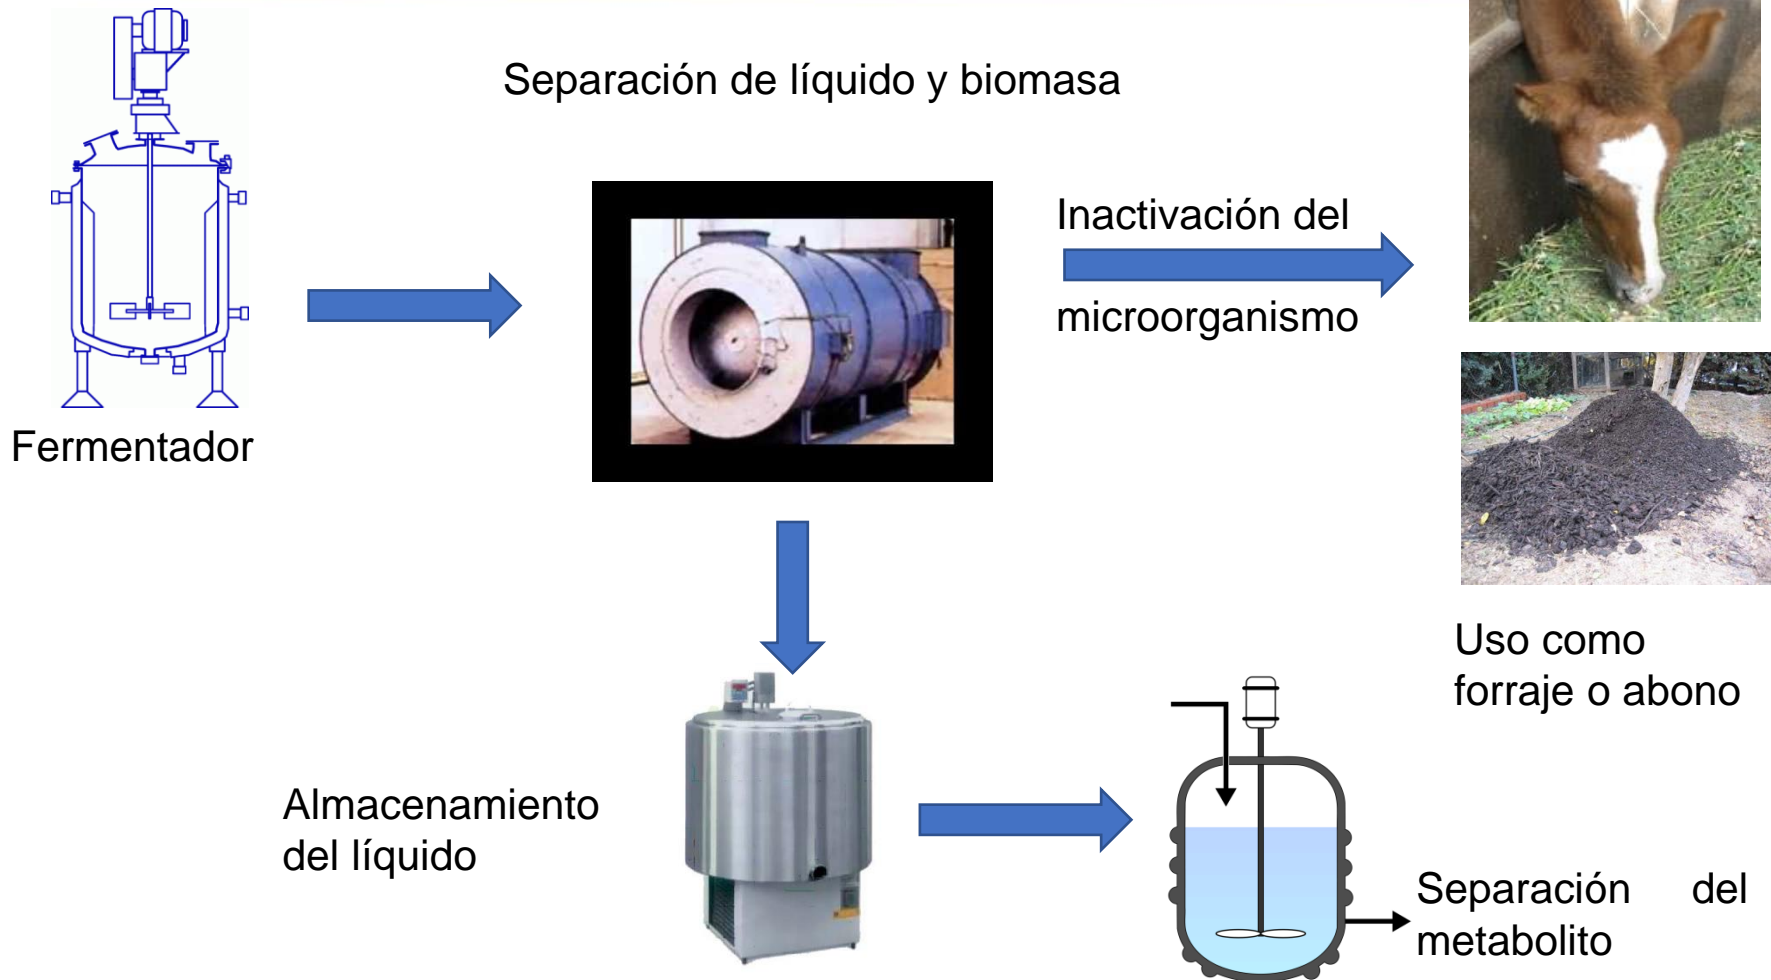 Separación de líquido y biomasa
Inactivación del
microorganismo
Fermentador
Uso como
forraje o abono
Almacenamiento
del líquido
Separación del
metabolito